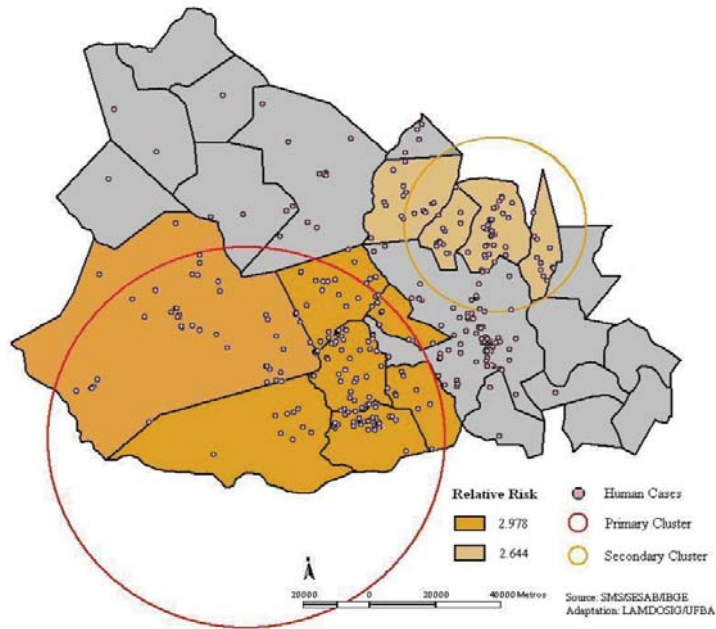 Relative Risk
2.978
2.644
Human Cases
Primary Cluster
Secondary Cluster
20000 0 20000 40000 Metros
Source: SMS/SESAB/IBGE
Adaptation: LAMDOSIG/UFBA